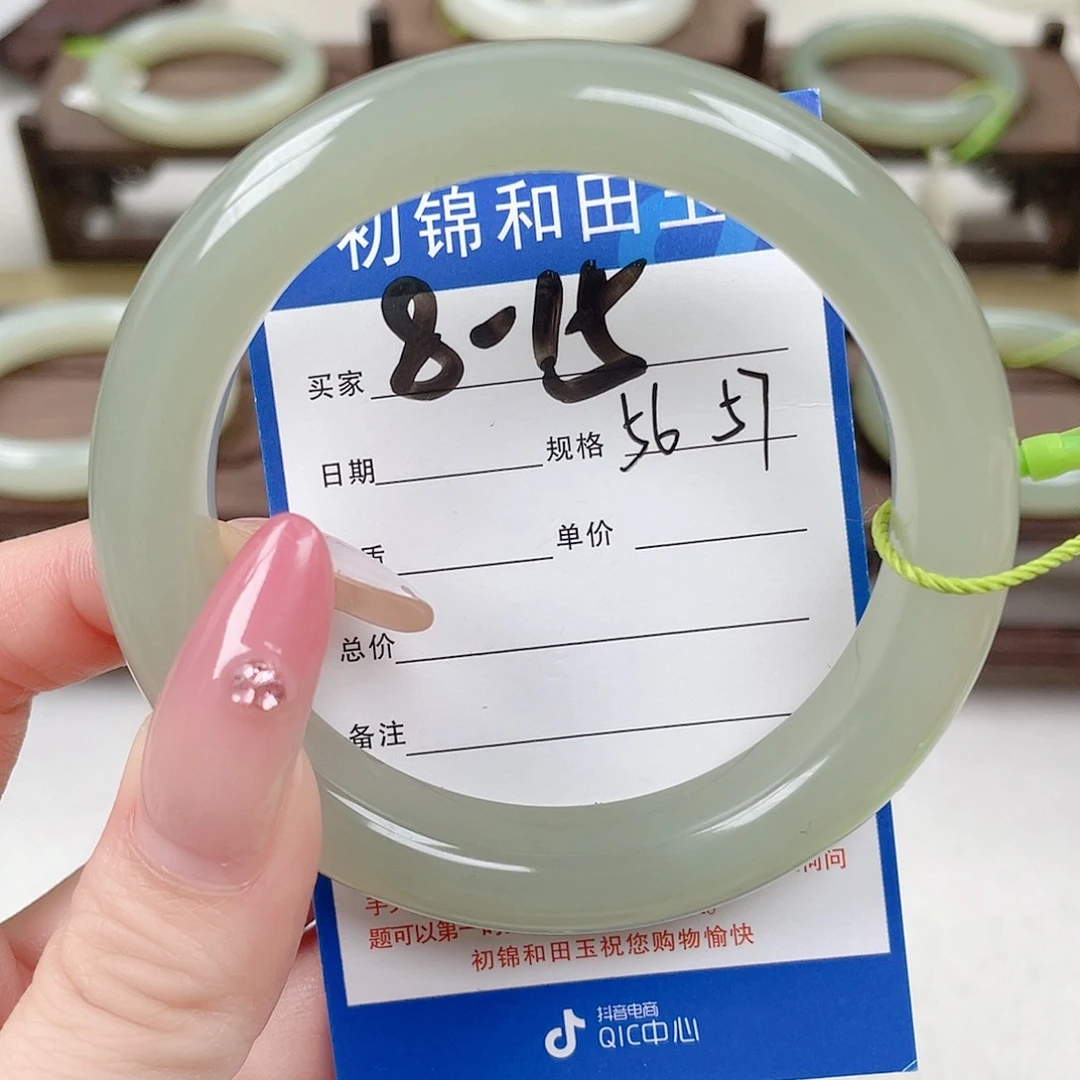 初锦和田玉
买家 8-15
日期 规格 56 57
单价
总价
备注
询问
题可以第一
初锦和田玉祝您购物愉快
抖音电商
QIC中心